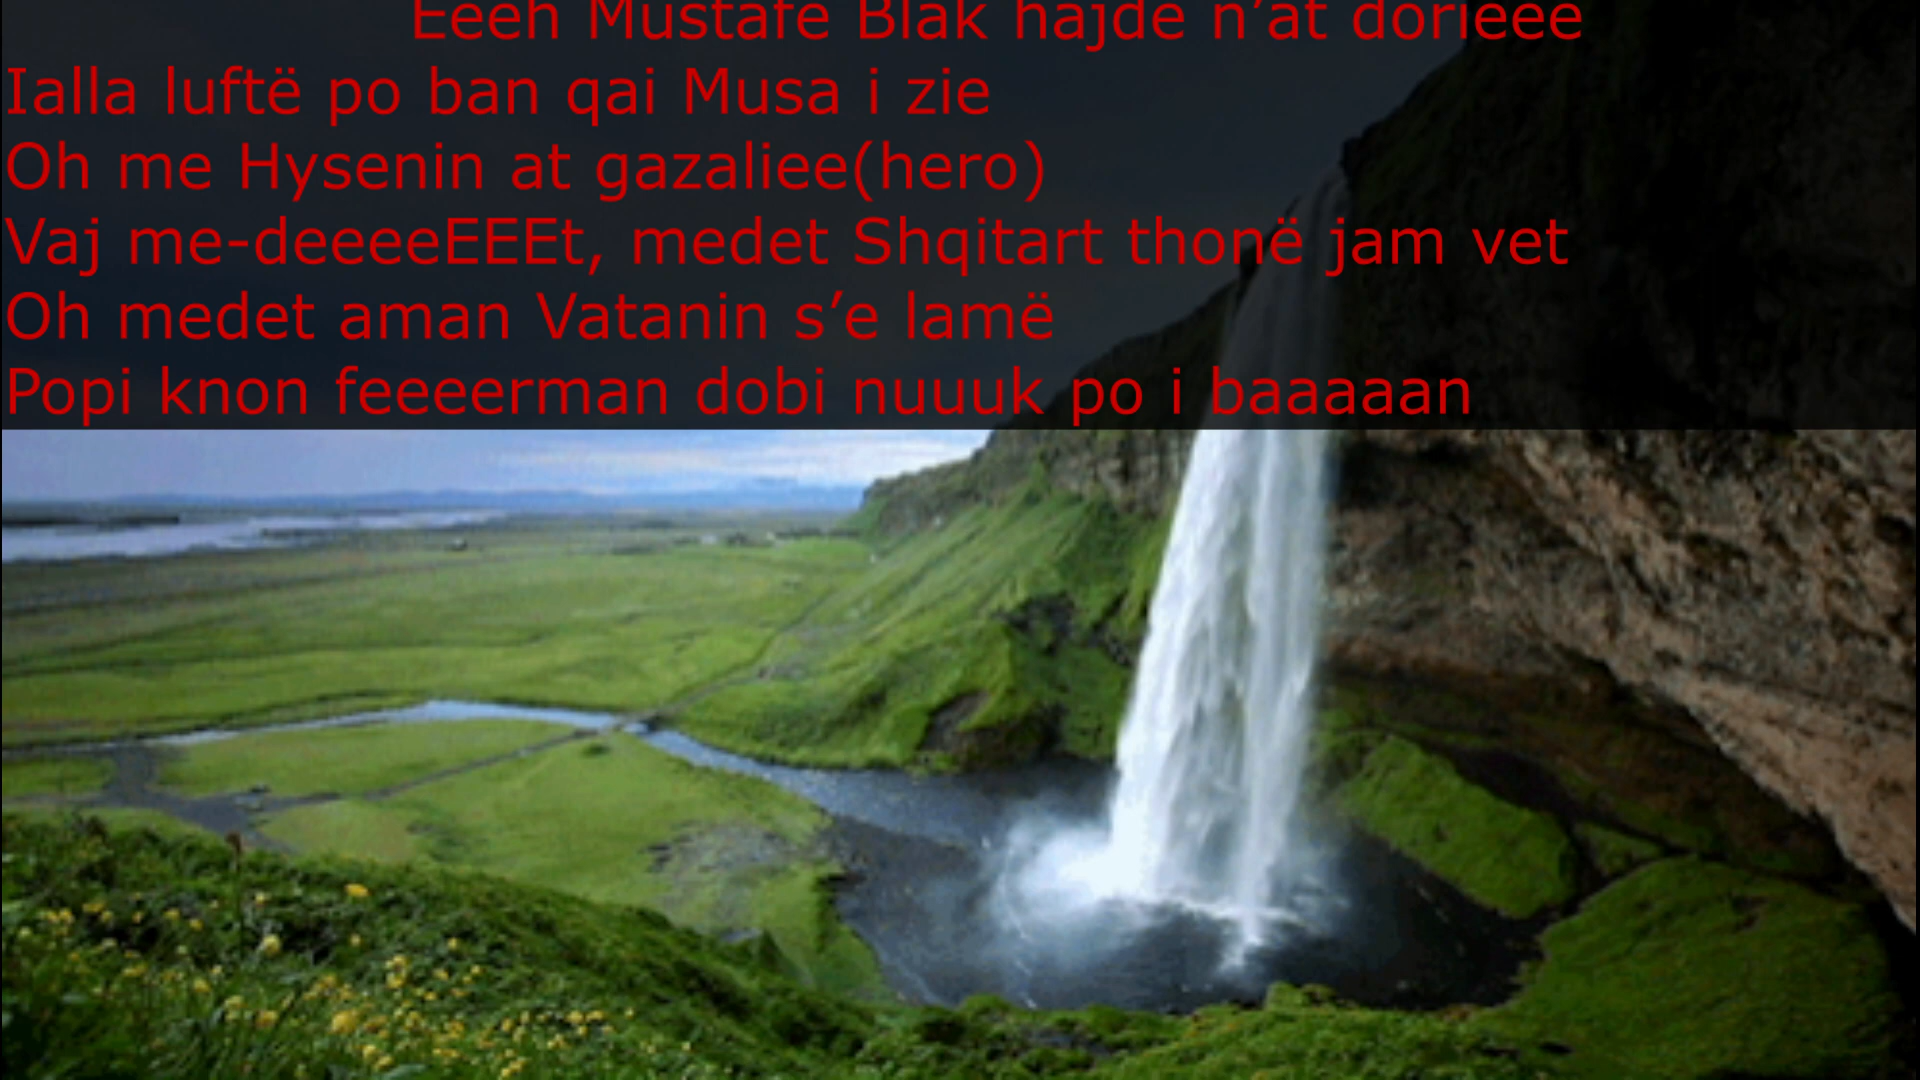 Eeeh Mustafe Blak hajde n’at dorieee
Ialla luftë po ban qai Musa i zie
Oh me Hysenin at gazaliee(hero)
Vaj me-deeeeEEEt, medet Shqitart thonë jam vet
Oh medet aman Vatanin s’e lamë
Popi knon feeeerman dobi nuuuk po i baaaaan